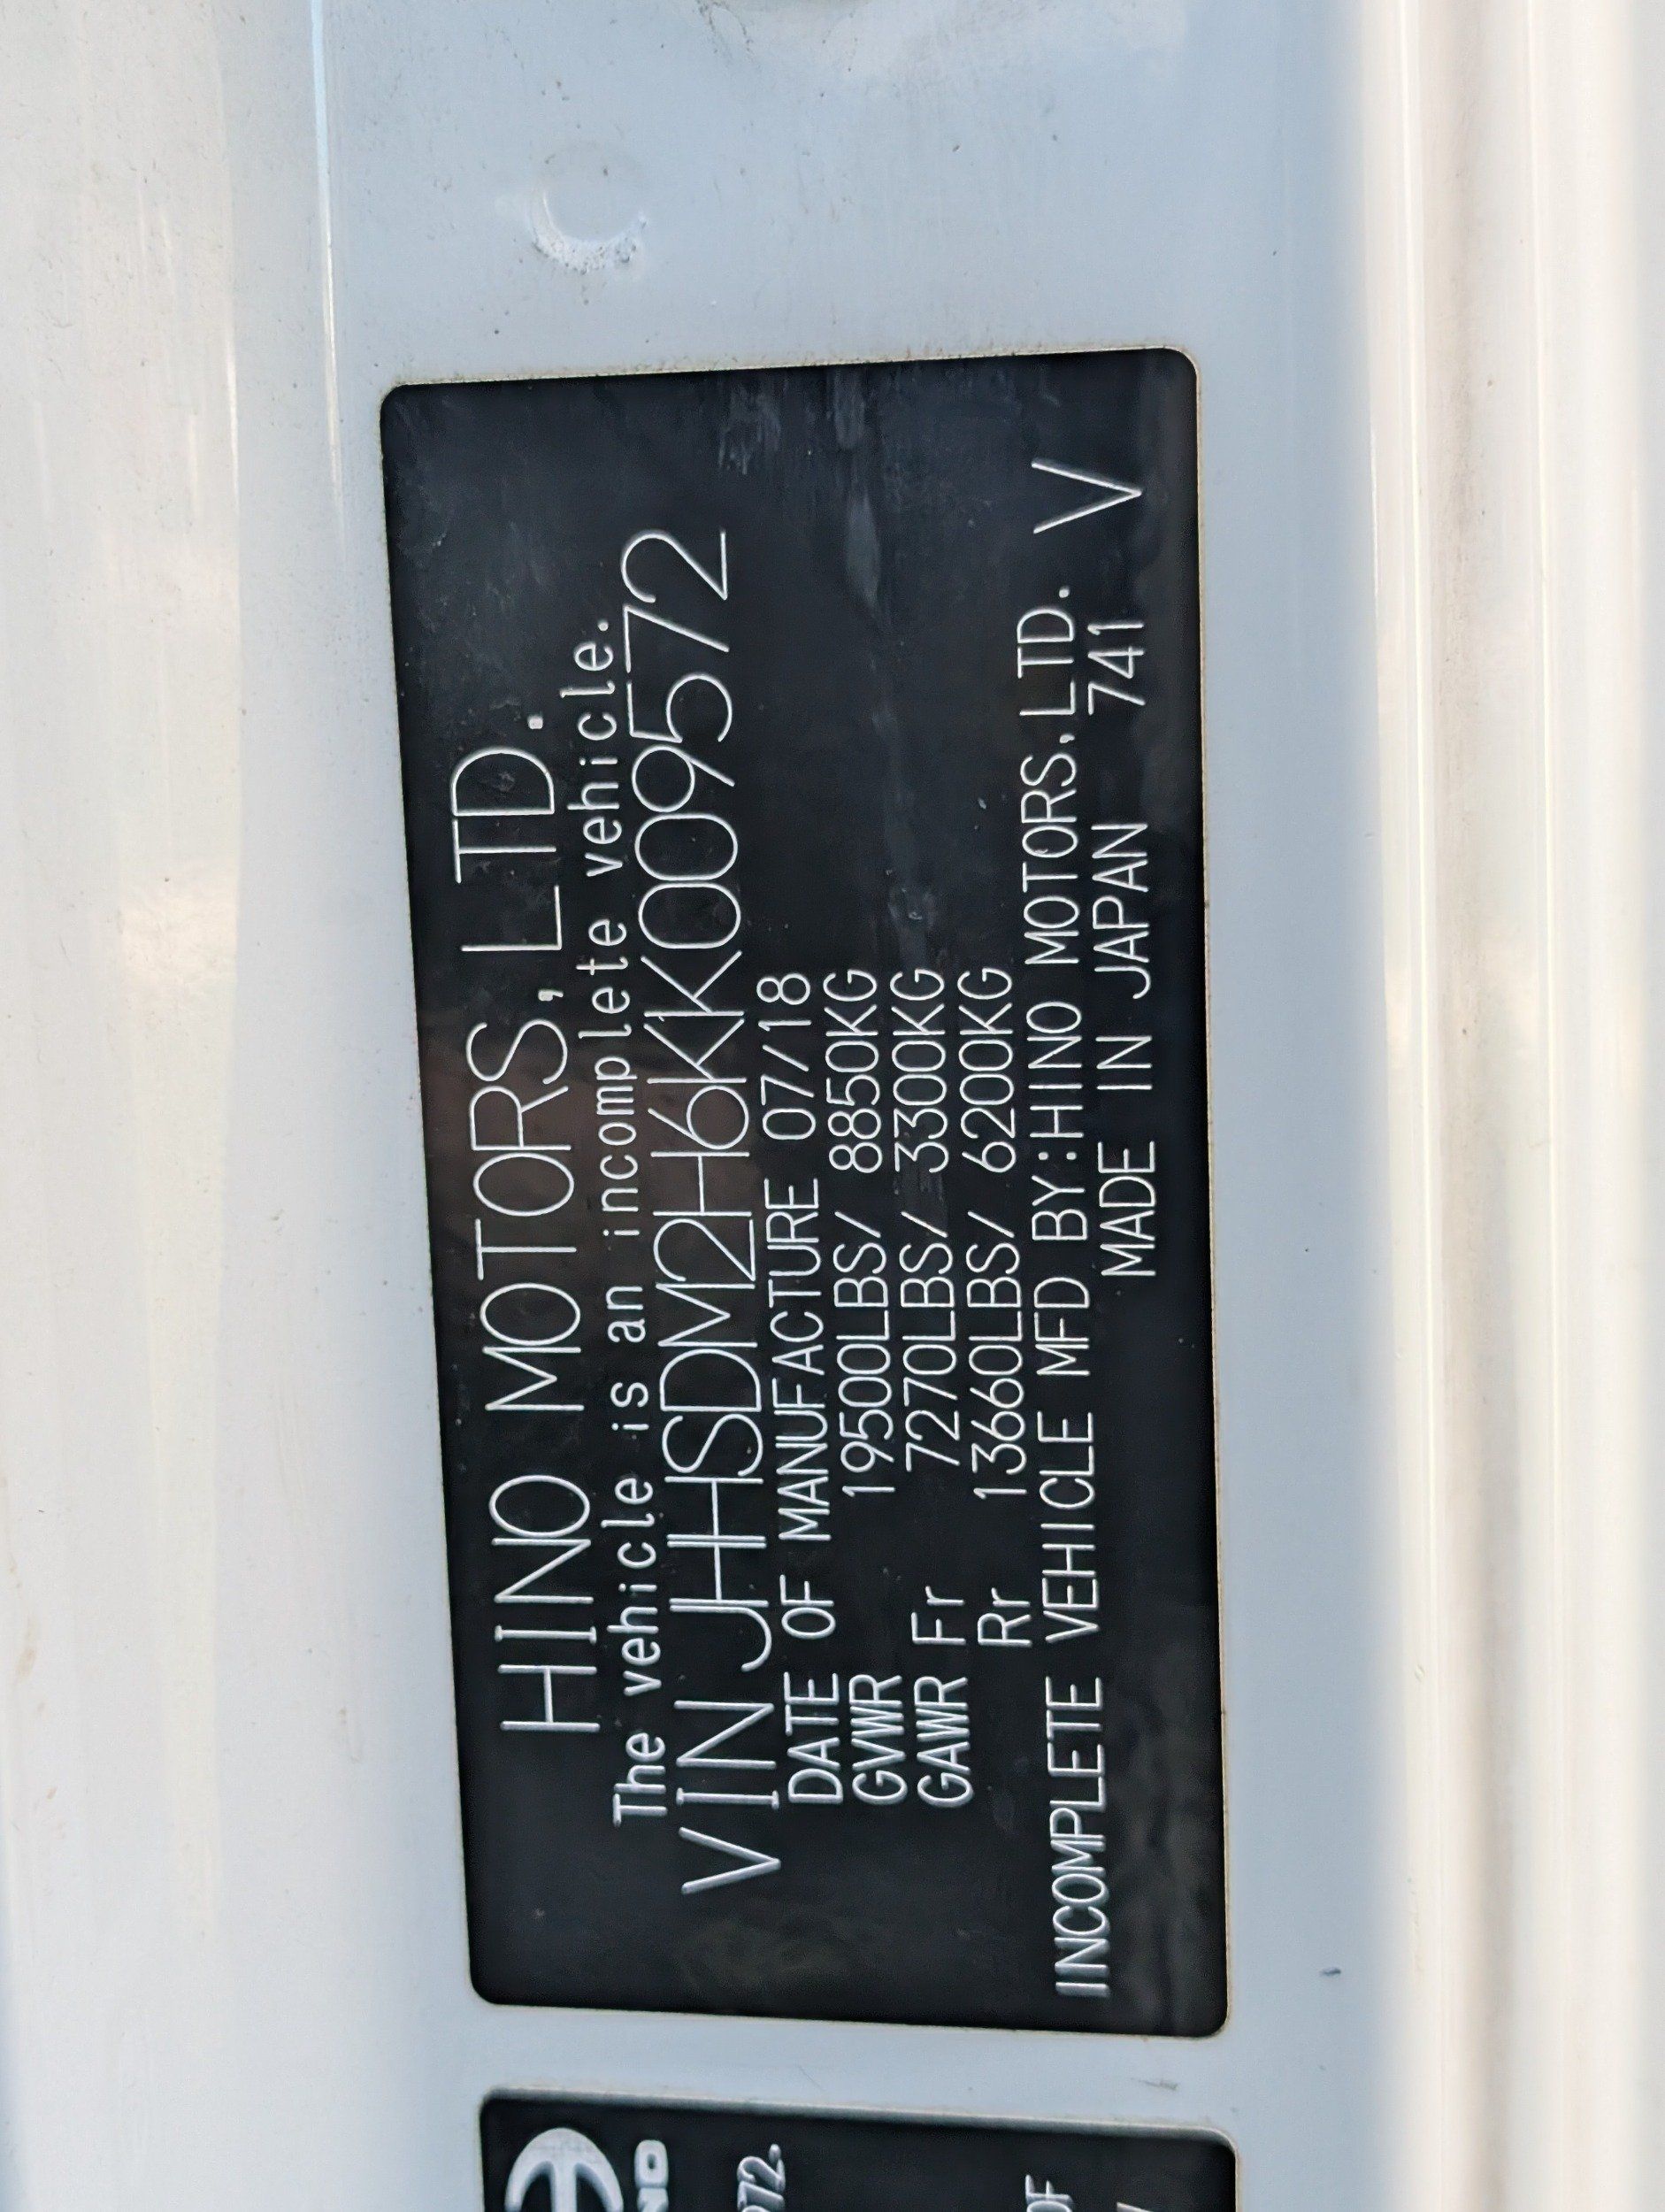 HINO MOTORS, LTD.
The vehicle is an incomplete vehicle.
VIN JHHSDM2H6KK009572
DATE OF MANUFACTURE 07/18
GVWR 19500LBS/ 8850KG
GAWR Fr 7270LBS/ 3300KG
Rr 13660LBS/ 6200KG
INCOMPLETE VEHICLE MFD BY:HINO MOTORS,LTD.
MADE IN JAPAN 741 V